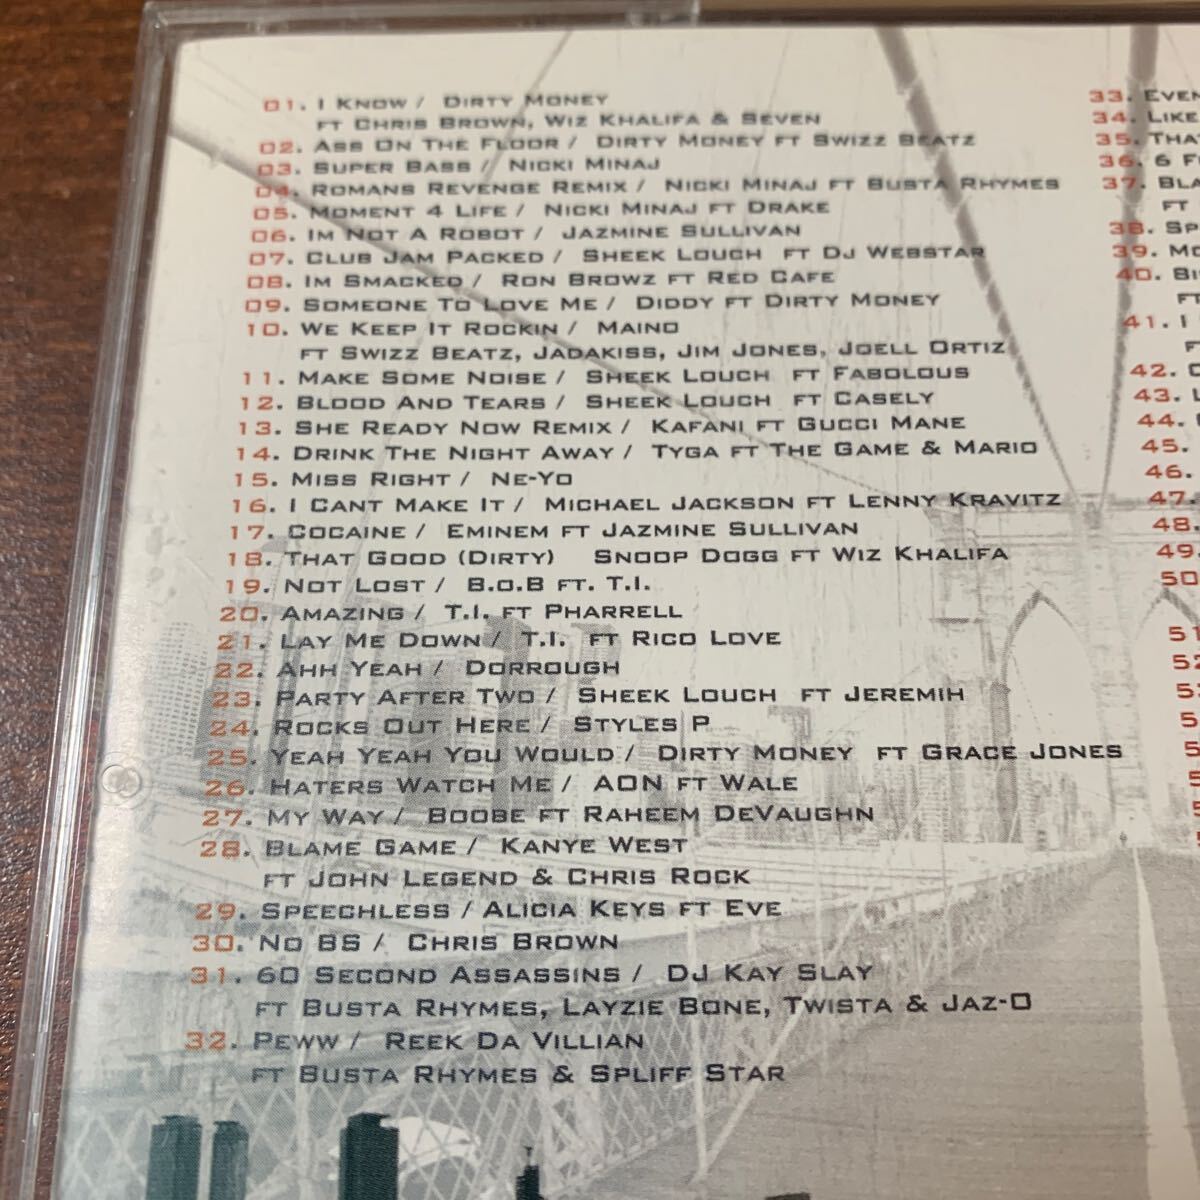 01. I Know / Dirty Money
ft Chris Brown, Wiz Khalifa & Seven
02. Ass On The Floor / Dirty Money ft Swizz Beatz
03. Super Bass / Nicki Minaj
04. Romans Revenge Remix / Nicki Minaj ft Busta Rhymes
05. Moment 4 Life / Nicki Minaj ft Drake
06. Im Not A Robot / Jazmine Sullivan
07. Club Jam Packed / Sheek Louch ft DJ Webstar
08. Im Smacked / Ron Browz ft Red Cafe
09. Someone To Love Me / Diddy ft Dirty Money
10. We Keep It Rockin / Maino
ft Swizz Beatz, Jadakiss, Jim Jones, Joell Ortiz
11. Make Some Noise / Sheek Louch ft Fabolous
12. Blood And Tears / Sheek Louch ft Casely
13. She Ready Now Remix / Kafani ft Gucci Mane
14. Drink The Night Away / Tyga ft The Game & Mario
15. Miss Right / Ne-Yo
16. I Cant Make It / Michael Jackson ft Lenny Kravitz
17. Cocaine / Eminem ft Jazmine Sullivan
18. That Good (Dirty) Snoop Dogg ft Wiz Khalifa
19. Not Lost / B.o.B ft. T.I.
20. Amazing / T.I. ft Pharrell
21. Lay Me Down / T.I. ft Rico Love
22. Ahh Yeah / Dorrough
23. Party After Two / Sheek Louch ft Jeremih
24. Rocks Out Here / Styles P
25. Yeah Yeah You Would / Dirty Money ft Grace Jones
26. Haters Watch Me / AON ft Wale
27. My Way / Boobe ft Raheem DeVaughn
28. Blame Game / Kanye West
ft John Legend & Chris Rock
29. Speechless / Alicia Keys ft Eve
30. No BS / Chris Brown
31. 60 Second Assassins / DJ Kay Slay
ft Busta Rhymes, Layzie Bone, Twista & Jaz-O
32. Peww / Reek Da Villian
ft Busta Rhymes & Spliff Star
33. Even
34. Like
35. Tha
36. 6 F
37. Bla
ft
38. Sp
39. Mo
40. Bi
ft
41. I
42.
43. L
44.
45.
46.
47.
48.
49.
50
51
52